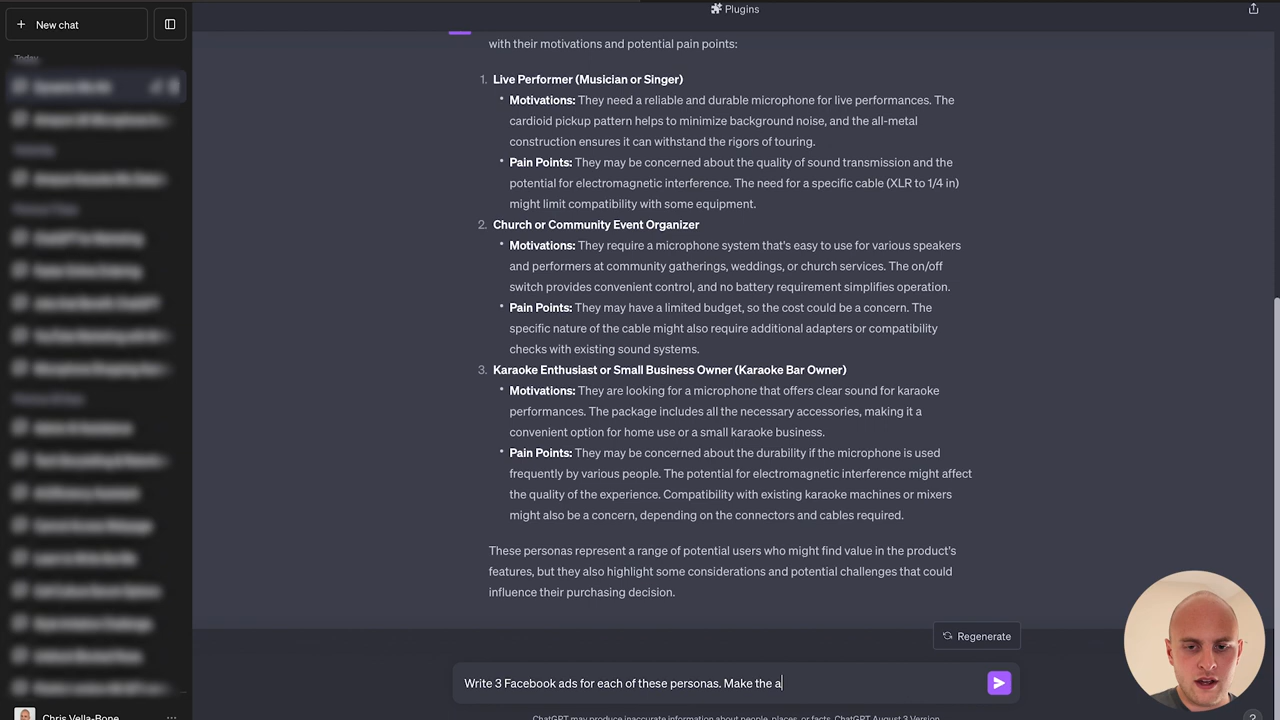 New chat
Plugins
Today
with their motivations and potential pain points:
1. Live Performer (Musician or Singer)
• Motivations: They need a reliable and durable microphone for live performances. The
cardioid pickup pattern helps to minimize background noise, and the all-metal
construction ensures it can withstand the rigors of touring.
• Pain Points: They may be concerned about the quality of sound transmission and the
potential for electromagnetic interference. The need for a specific cable (XLR to 1/4 in)
might limit compatibility with some equipment.
2. Church or Community Event Organizer
• Motivations: They require a microphone system that's easy to use for various speakers
and performers at community gatherings, weddings, or church services. The on/off
switch provides convenient control, and no battery requirement simplifies operation.
• Pain Points: They may have a limited budget, so the cost could be a concern. The
specific nature of the cable might also require additional adapters or compatibility
checks with existing sound systems.
3. Karaoke Enthusiast or Small Business Owner (Karaoke Bar Owner)
• Motivations: They are looking for a microphone that offers clear sound for karaoke
performances. The package includes all the necessary accessories, making it a
convenient option for home use or a small karaoke business.
• Pain Points: They may be concerned about the durability if the microphone is used
frequently by various people. The potential for electromagnetic interference might affect
the quality of the experience. Compatibility with existing karaoke machines or mixers
might also be a concern, depending on the connectors and cables required.
These personas represent a range of potential users who might find value in the product's
features, but they also highlight some considerations and potential challenges that could
influence their purchasing decision.
Regenerate
Write 3 Facebook ads for each of these personas. Make the a
Chris Vella-Bone
ChatGPT may produce inaccurate information about people, places, or facts. ChatGPT August 3 Version